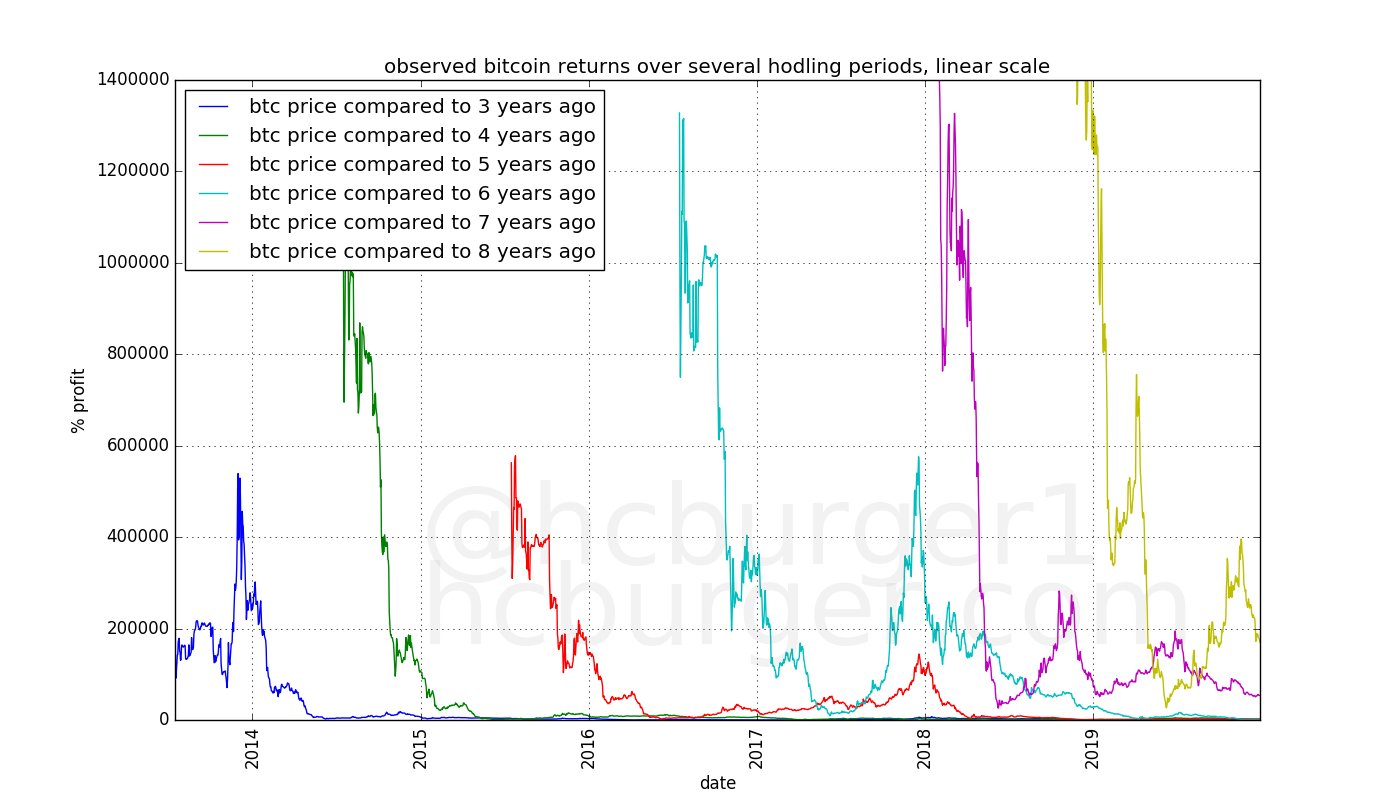 observed bitcoin returns over several hodling periods, linear scale
1400000
1200000
1000000
800000
600000
400000
200000
0
% profit
btc price compared to 3 years ago
btc price compared to 4 years ago
btc price compared to 5 years ago
btc price compared to 6 years ago
btc price compared to 7 years ago
btc price compared to 8 years ago
@hcburger1
hcburger.com
2014
2015
2016
2017
2018
2019
date